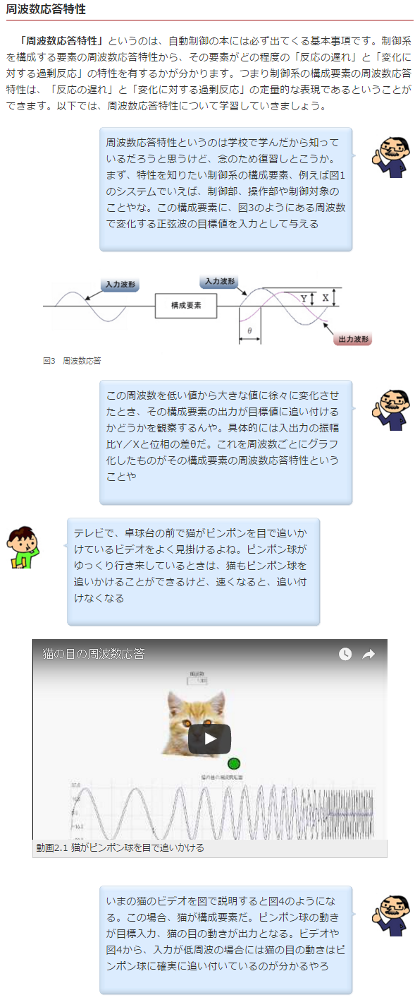 周波数応答特性
「周波数応答特性」というのは、自動制御の本には必ず出てくる基本事項です。制御系
を構成する要素の周波数応答特性から、その要素がどの程度の「反応の遅れ」と「変化に
対する過剰反応」の特性を有するかが分かります。つまり制御系の構成要素の周波数応答
特性は、「反応の遅れ」と「変化に対する過剰反応」の定量的な表現であるということが
できます。以下では、周波数応答特性について学習していきましょう。
周波数応答特性というのは学校で学んだから知って
いるだろうと思うけど、念のため復習しとこうか。
まず、特性を知りたい制御系の構成要素、例えば図1
のシステムでいえば、制御部、操作部や制御対象の
ことやな。この構成要素に、図3のようにある周波数
で変化する正弦波の目標値を入力として与える
入力波形
構成要素
入力波形
Y
X
θ
出力波形
図3 周波数応答
この周波数を低い値から大きな値に徐々に変化させ
たとき、その構成要素の出力が目標値に追い付ける
かどうかを観察するんや。具体的には入出力の振幅
比Y／Xと位相の差θだ。これを周波数ごとにグラフ
化したものがその構成要素の周波数応答特性という
ことや
テレビで、卓球台の前で猫がピンポンを目で追いか
けているビデオをよく見掛けるよね。ピンポン球が
ゆっくり行き来しているときは、猫もピンポン球を
追いかけることができるけど、速くなると、追い付
けなくなる
猫の目の周波数応答
周波数
動画2.1 猫がピンポン球を目で追いかける
いまの猫のビデオを図で説明すると図4のようにな
る。この場合、猫が構成要素だ。ピンポン球の動き
が目標入力、猫の目の動きが出力となる。ビデオや
図4から、入力が低周波の場合には猫の目の動きはピ
ンポン球に確実に追い付いているのが分かるやろ